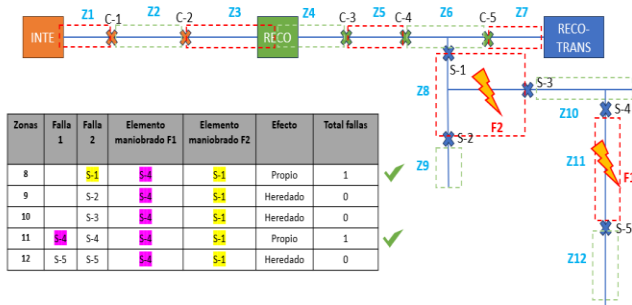 Z1 Z2 Z3 Z4 Z5 Z6 Z7
C-1 C-2 C-3 C-4 C-5
INTE RECO RECO-
TRANS
S-1
S-3
Z8
F2
S-2
Z9
Z10
S-4
Z11
F1
S-5
Z12
Zonas Falla 1 Falla 2 Elemento maniobrado F1 Elemento maniobrado F2 Efecto Total fallas
8 S-1 S-4 S-1 Propio 1
9 S-2 S-4 S-1 Heredado 0
10 S-3 S-4 S-1 Heredado 0
11 S-4 S-4 S-4 S-1 Propio 1
12 S-5 S-5 S-4 S-1 Heredado 0